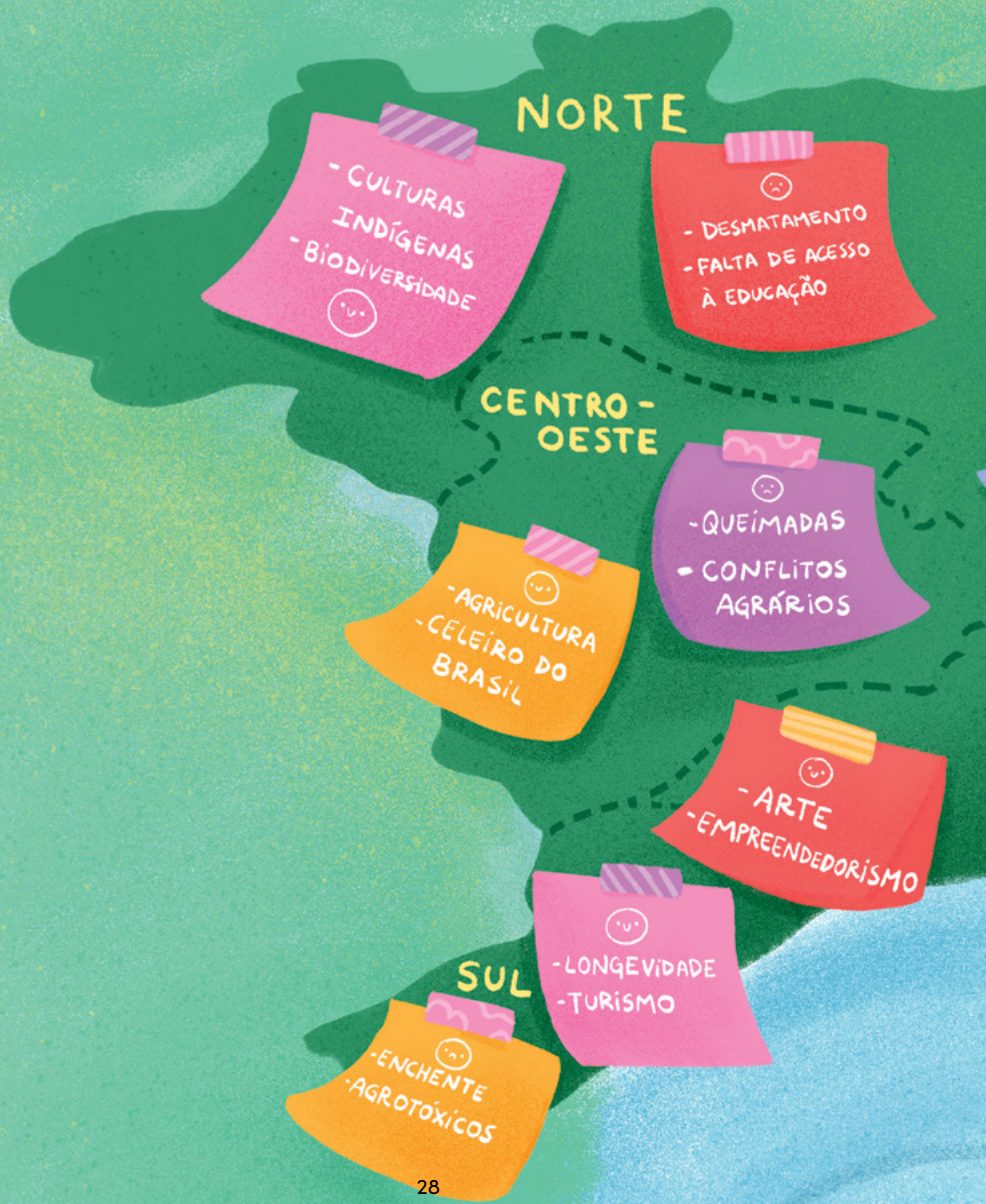 NORTE
- CULTURAS
INDÍGENAS
- BIODIVERSIDADE
- DESMATAMENTO
- FALTA DE ACESSO
À EDUCAÇÃO
CENTRO-
OESTE
- QUEIMADAS
- CONFLITOS
AGRÁRIOS
- AGRICULTURA
- CELEIRO DO
BRASIL
- ARTE
- EMPREENDEDORISMO
SUL
- LONGEVIDADE
- TURISMO
- ENCHENTE
- AGROTÓXICOS
28